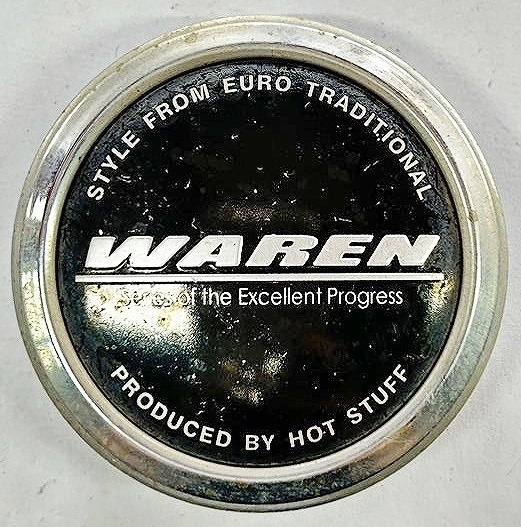 STYLE FROM EURO TRADITIONAL
WAREN
Series of the Excellent Progress
PRODUCED BY HOT STUFF